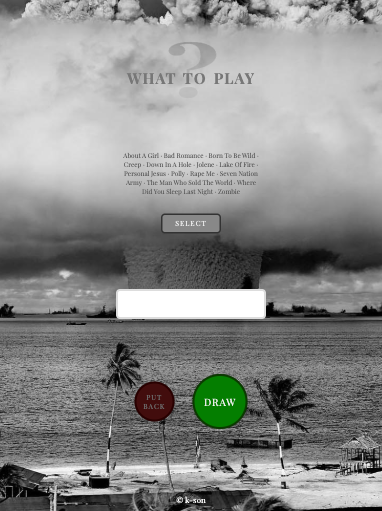 ?
WHAT TO PLAY
About A Girl · Bad Romance · Born To Be Wild ·
Creep · Down In A Hole · Jolene · Lake Of Fire ·
Personal Jesus · Polly · Rape Me · Seven Nation
Army · The Man Who Sold The World · Where
Did You Sleep Last Night · Zombie
SELECT
PUT
BACK
DRAW
© k-son